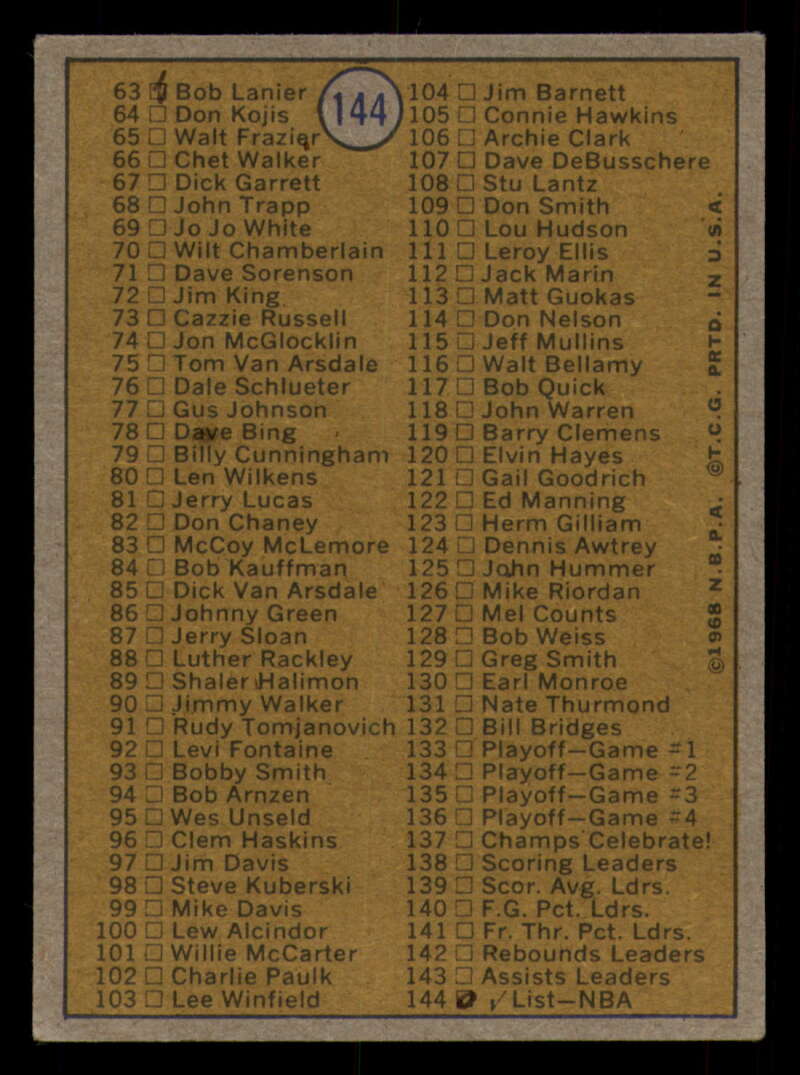 144
63 Bob Lanier
64 Don Kojis
65 Walt Frazier
66 Chet Walker
67 Dick Garrett
68 John Trapp
69 Jo Jo White
70 Wilt Chamberlain
71 Dave Sorenson
72 Jim King
73 Cazzie Russell
74 Jon McGlocklin
75 Tom Van Arsdale
76 Dale Schlueter
77 Gus Johnson
78 Dave Bing
79 Billy Cunningham
80 Len Wilkens
81 Jerry Lucas
82 Don Chaney
83 McCoy McLemore
84 Bob Kauffman
85 Dick Van Arsdale
86 Johnny Green
87 Jerry Sloan
88 Luther Rackley
89 Shaler Halimon
90 Jimmy Walker
91 Rudy Tomjanovich
92 Levi Fontaine
93 Bobby Smith
94 Bob Arnzen
95 Wes Unseld
96 Clem Haskins
97 Jim Davis
98 Steve Kuberski
99 Mike Davis
100 Lew Alcindor
101 Willie McCarter
102 Charlie Paulk
103 Lee Winfield
104 Jim Barnett
105 Connie Hawkins
106 Archie Clark
107 Dave DeBusschere
108 Stu Lantz
109 Don Smith
110 Lou Hudson
111 Leroy Ellis
112 Jack Marin
113 Matt Guokas
114 Don Nelson
115 Jeff Mullins
116 Walt Bellamy
117 Bob Quick
118 John Warren
119 Barry Clemens
120 Elvin Hayes
121 Gail Goodrich
122 Ed Manning
123 Herm Gilliam
124 Dennis Awtrey
125 John Hummer
126 Mike Riordan
127 Mel Counts
128 Bob Weiss
129 Greg Smith
130 Earl Monroe
131 Nate Thurmond
132 Bill Bridges
133 Playoff—Game #1
134 Playoff—Game #2
135 Playoff—Game #3
136 Playoff—Game #4
137 Champs Celebrate!
138 Scoring Leaders
139 Scor. Avg. Ldrs.
140 F.G. Pct. Ldrs.
141 Fr. Thr. Pct. Ldrs.
142 Rebounds Leaders
143 Assists Leaders
144 √List—NBA
©1968 N.B.P.A. ©T.C.G. PRTD. IN U.S.A.